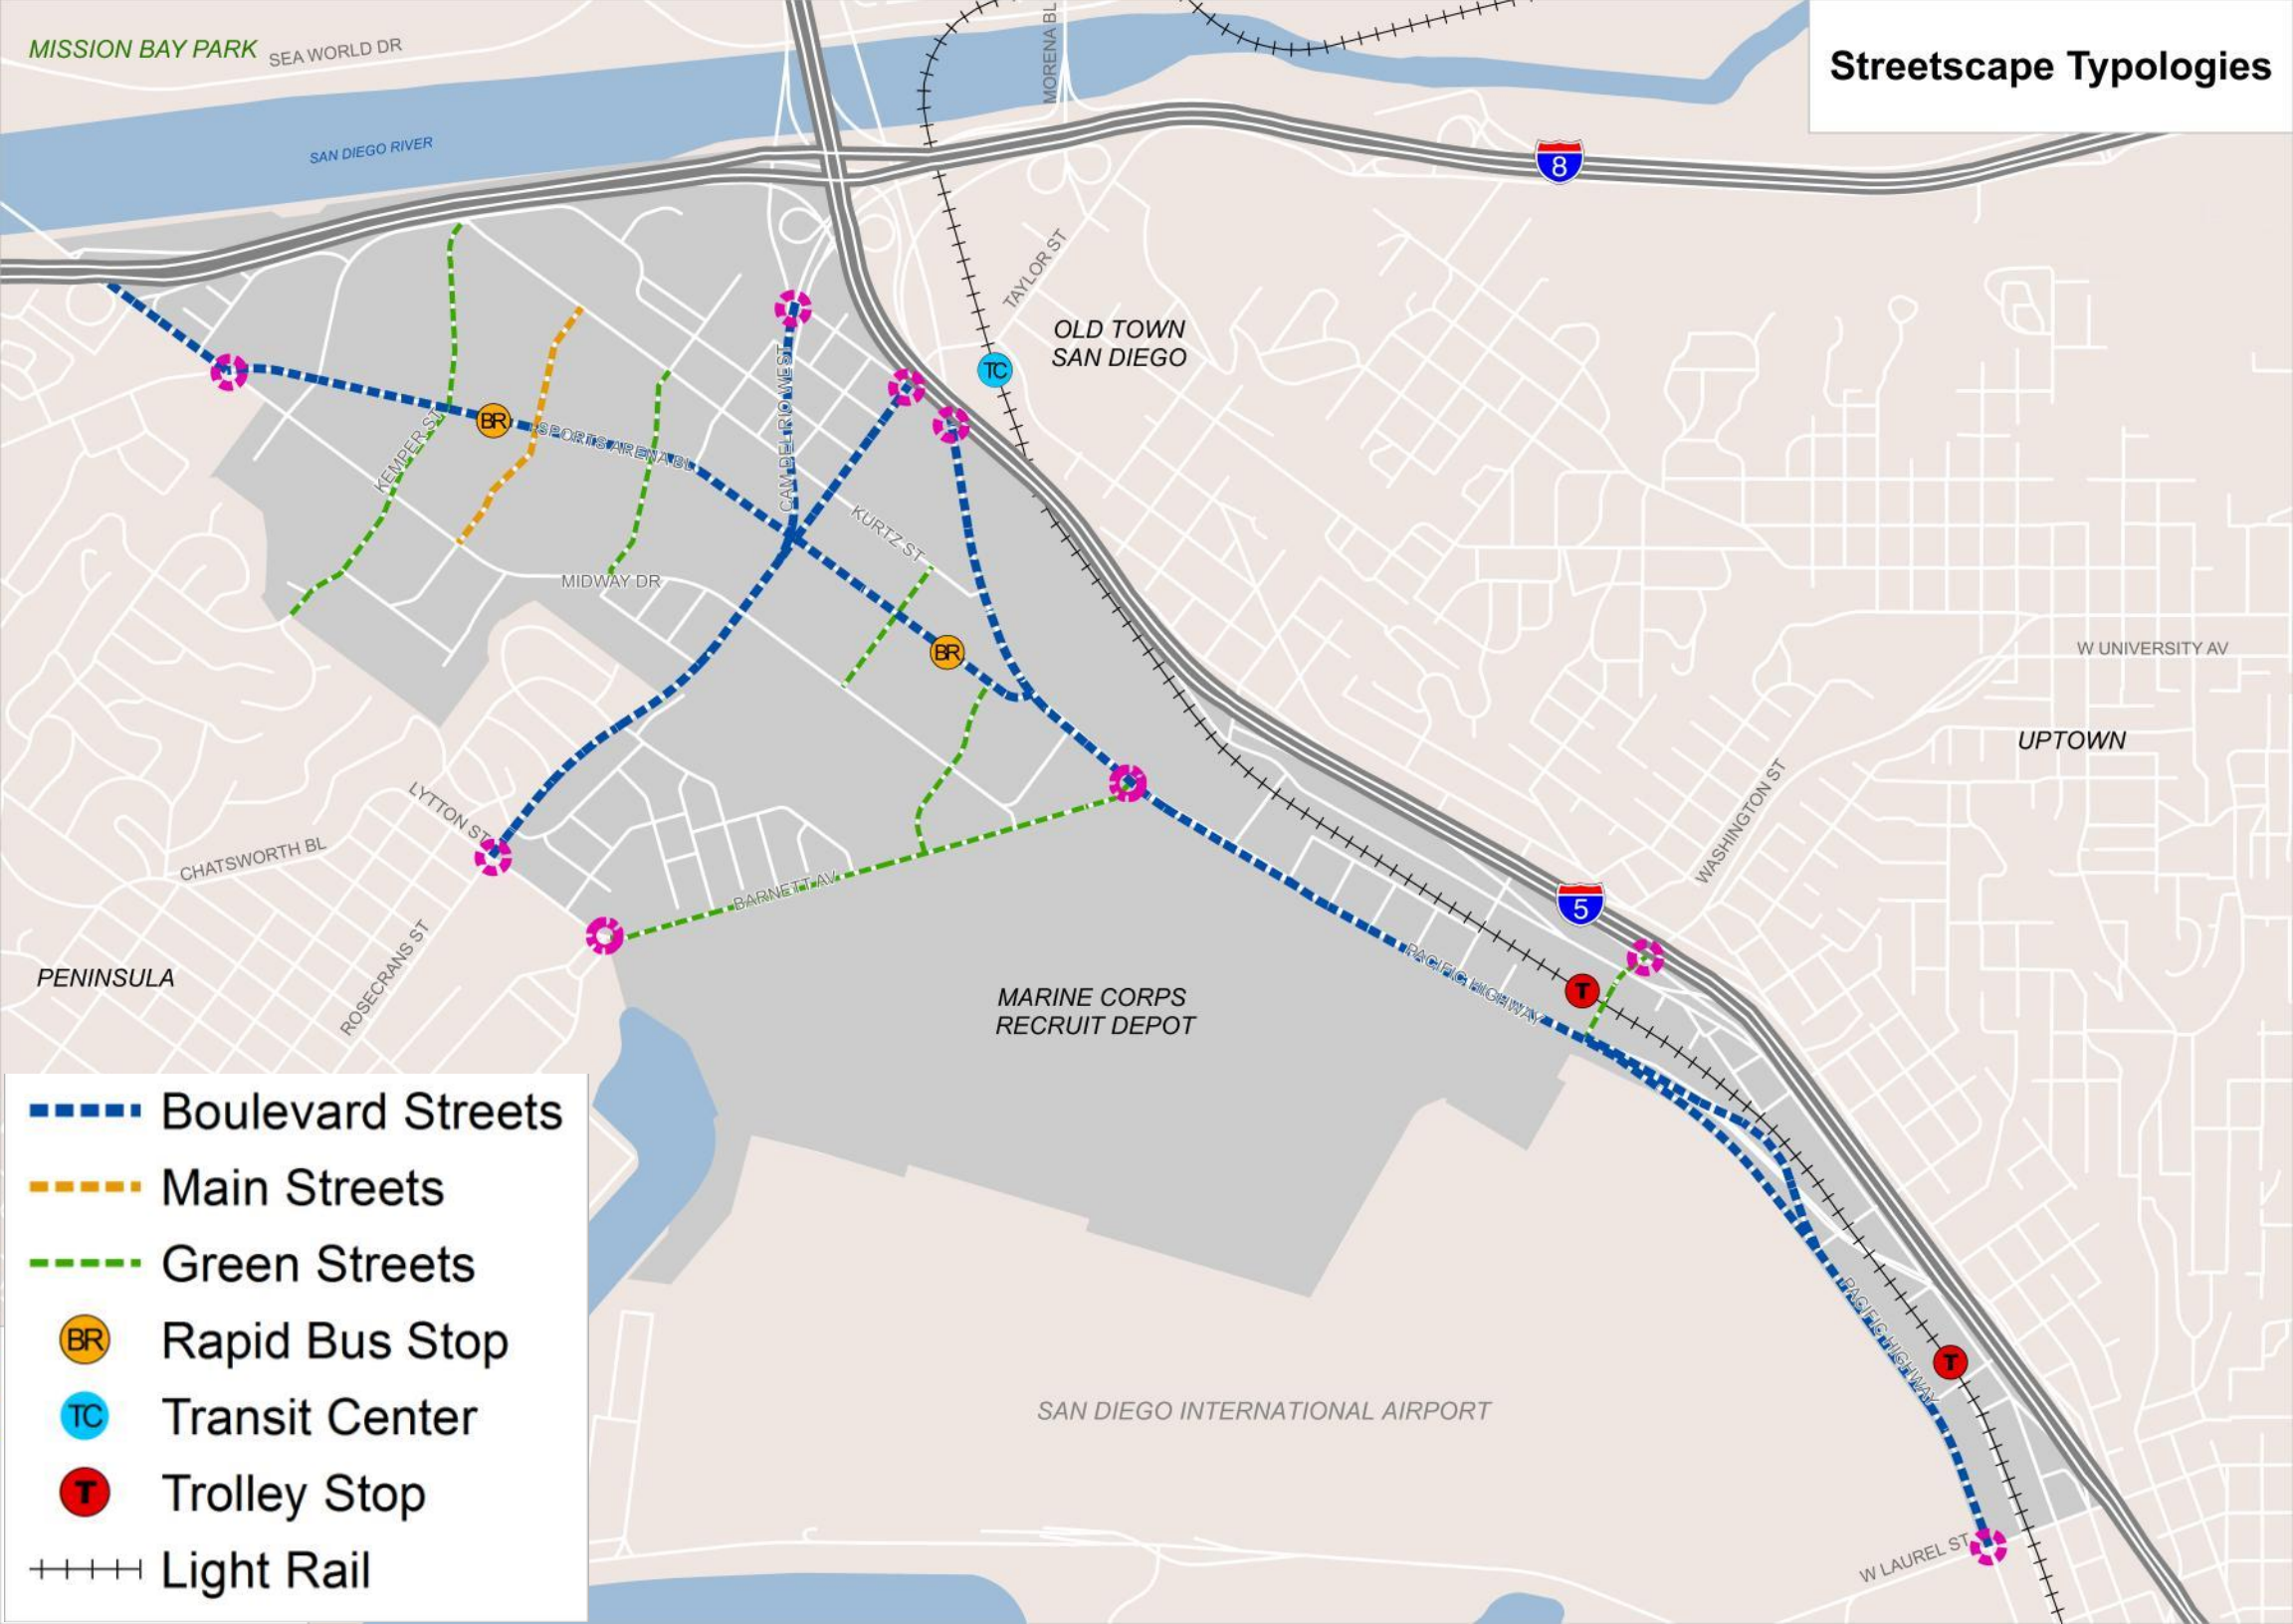 Streetscape Typologies
MISSION BAY PARK
SEA WORLD DR
MORENA BL
SAN DIEGO RIVER
8
TAYLOR ST
OLD TOWN
SAN DIEGO
TC
CAM DEL RIO WEST
BR
SPORTS ARENA BL
KEMPER ST
KURTZ ST
MIDWAY DR
BR
W UNIVERSITY AV
UPTOWN
LYTTON ST
CHATSWORTH BL
WASHINGTON ST
BARNETT AV
5
ROSECRANS ST
PENINSULA
PACIFIC HIGHWAY
T
MARINE CORPS
RECRUIT DEPOT
PACIFIC HIGHWAY
T
SAN DIEGO INTERNATIONAL AIRPORT
W LAUREL ST
Boulevard Streets
Main Streets
Green Streets
BR Rapid Bus Stop
TC Transit Center
T Trolley Stop
Light Rail